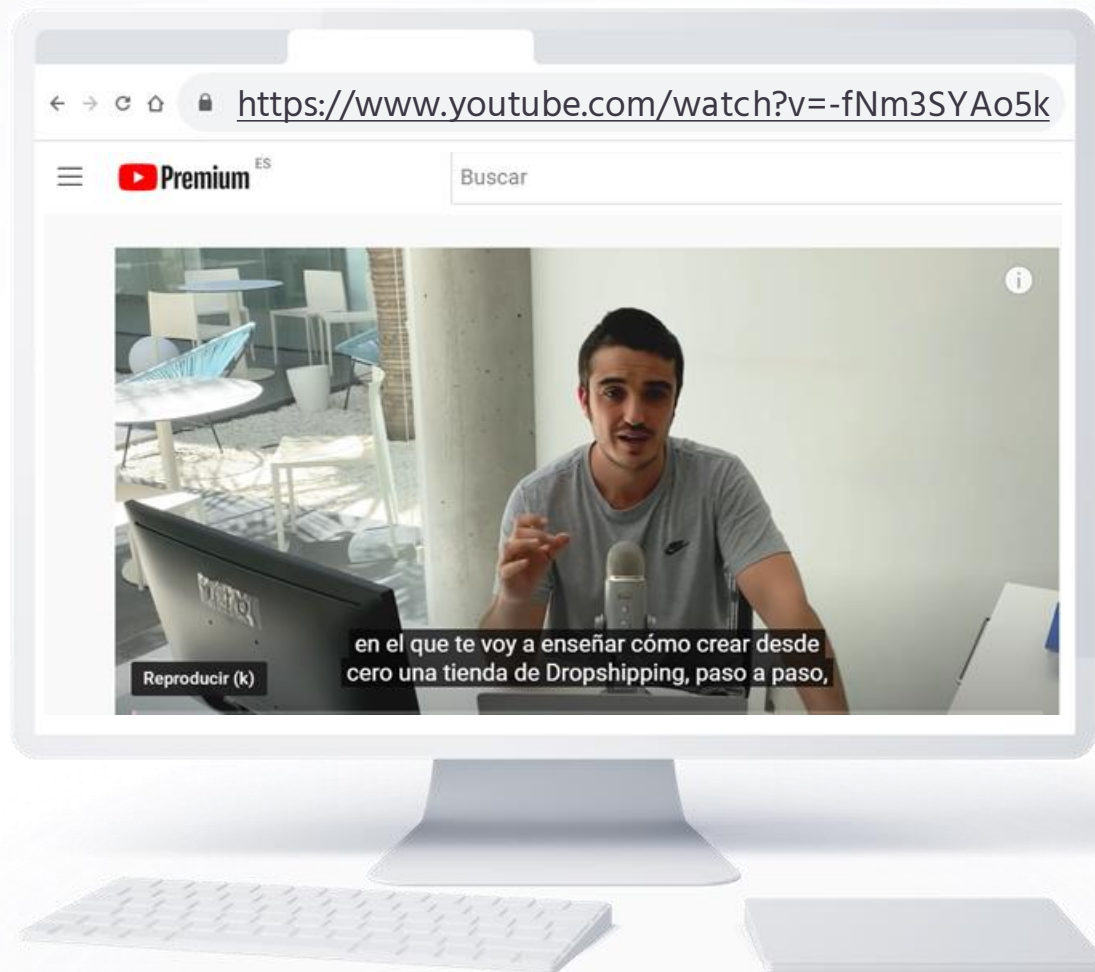 https://www.youtube.com/watch?v=-fNm3SYAo5k
Premium ES
Buscar
en el que te voy a enseñar cómo crear desde
cero una tienda de Dropshipping, paso a paso,
Reproducir (k)